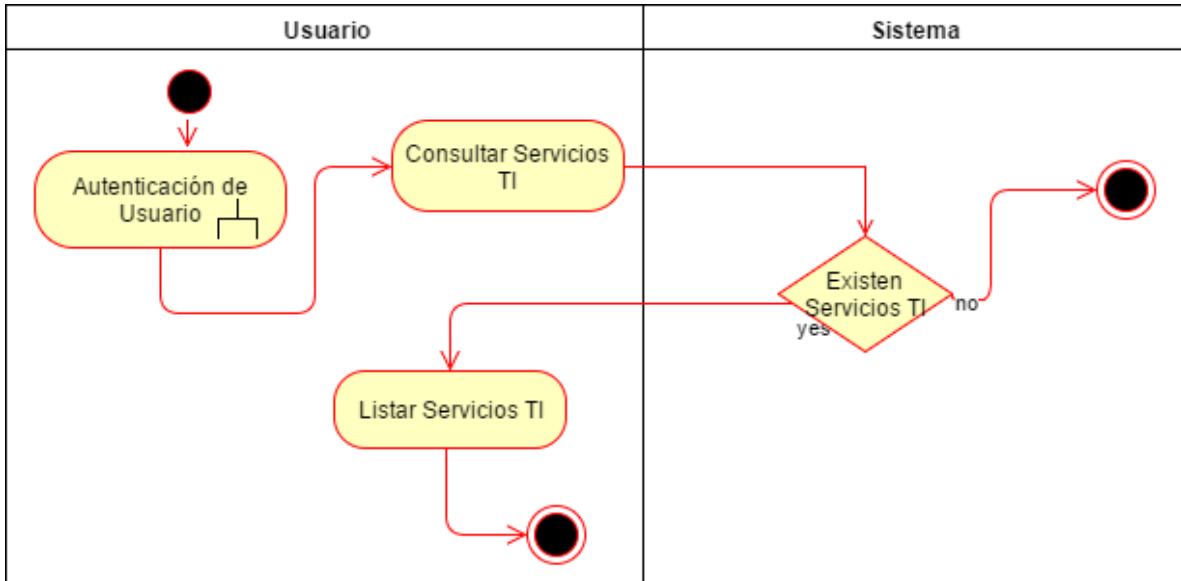 Usuario
Sistema
Autenticación de
Usuario
Consultar Servicios
TI
Existen
Servicios TI
no
yes
Listar Servicios TI